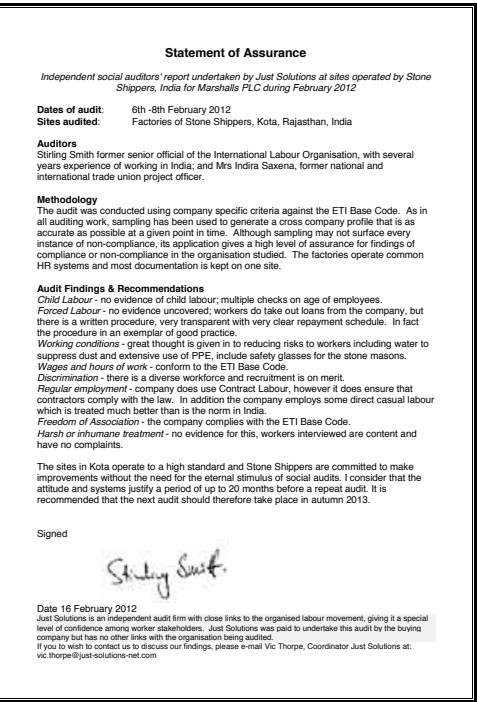 Statement of Assurance
Independent social auditors' report undertaken by Just Solutions at sites operated by Stone
Shippers, India for Marshalls PLC during February 2012
Dates of audit: 6th -8th February 2012
Sites audited: Factories of Stone Shippers, Kota, Rajasthan, India
Auditors
Stirling Smith former senior official of the International Labour Organisation, with several
years experience of working in India; and Mrs Indira Saxena, former national and
international trade union project officer.
Methodology
The audit was conducted using company specific criteria against the ETI Base Code. As in
all auditing work, sampling has been used to generate a cross company profile that is as
accurate as possible at a given point in time. Although sampling may not surface every
instance of non-compliance, its application gives a high level of assurance for findings of
compliance or non-compliance in the organisation studied. The factories operate common
HR systems and most documentation is kept on one site.
Audit Findings & Recommendations
Child Labour - no evidence of child labour; multiple checks on age of employees.
Forced Labour - no evidence uncovered; workers do take out loans from the company, but
there is a written procedure, very transparent with very clear repayment schedule. In fact
the procedure in an exemplar of good practice.
Working conditions - great thought is given in to reducing risks to workers including water to
suppress dust and extensive use of PPE, include safety glasses for the stone masons.
Wages and hours of work - conform to the ETI Base Code.
Discrimination - there is a diverse workforce and recruitment is on merit.
Regular employment - company does use Contract Labour, however it does ensure that
contractors comply with the law. In addition the company employs some direct casual labour
which is treated much better than is the norm in India.
Freedom of Association - the company complies with the ETI Base Code.
Harsh or inhumane treatment - no evidence for this, workers interviewed are content and
have no complaints.
The sites in Kota operate to a high standard and Stone Shippers are committed to make
improvements without the need for the eternal stimulus of social audits. I consider that the
attitude and systems justify a period of up to 20 months before a repeat audit. It is
recommended that the next audit should therefore take place in autumn 2013.
Signed
Stirling Smith.
Date 16 February 2012
Just Solutions is an independent audit firm with close links to the organised labour movement, giving it a special
level of confidence among worker stakeholders. Just Solutions was paid to undertake this audit by the buying
company but has no other links with the organisation being audited.
If you to wish to contact us to discuss our findings, please e-mail Vic Thorpe, Coordinator Just Solutions at:
vic.thorpe@just-solutions-net.com